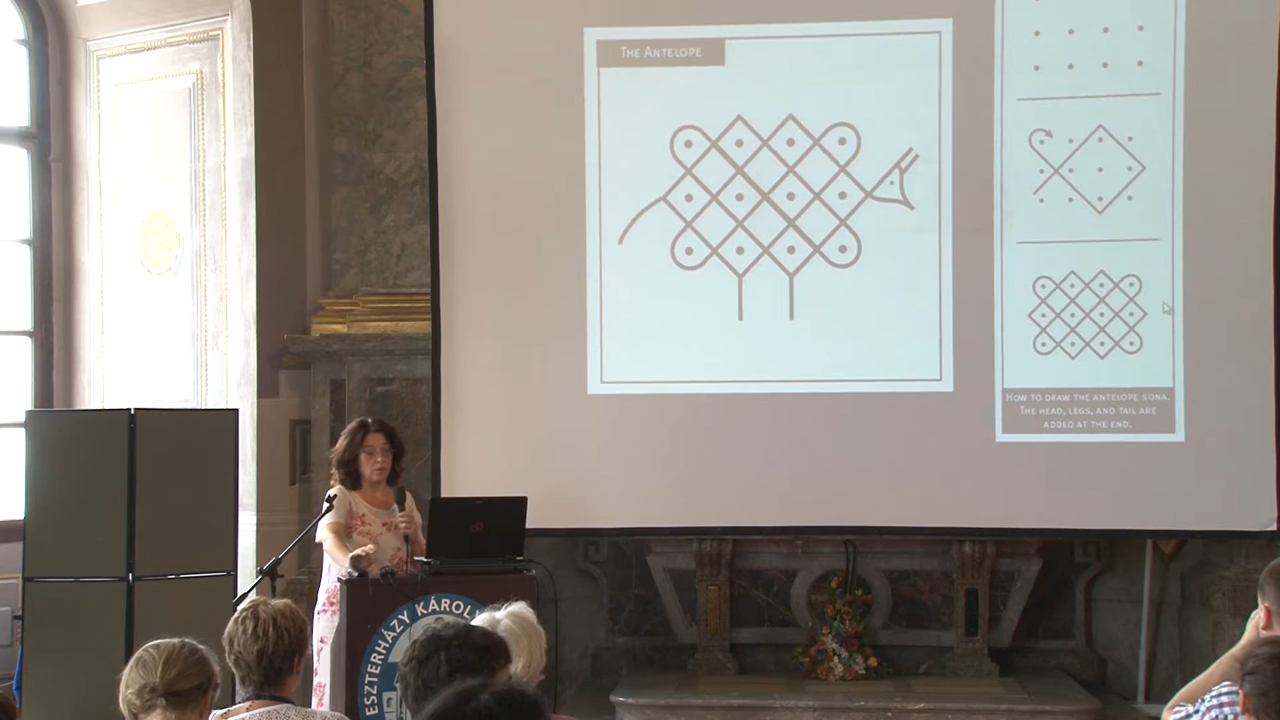 The Antelope
How to draw the antelope sona.
The head, legs, and tail are
added at the end.
ESZTERHÁZY KÁROLY